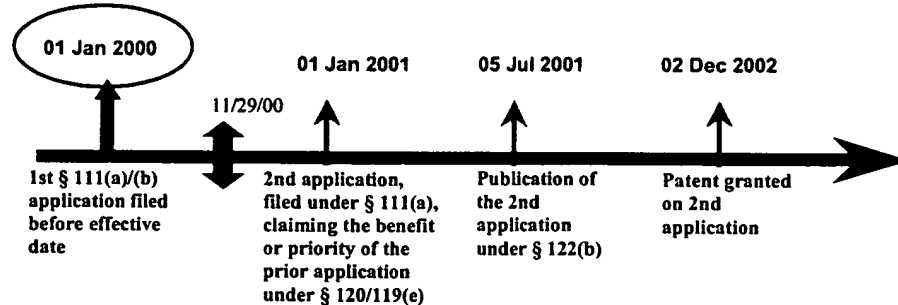 01 Jan 2000
01 Jan 2001
05 Jul 2001
02 Dec 2002
11/29/00
1st § 111(a)/(b)
application filed
before effective
date
2nd application,
filed under § 111(a),
claiming the benefit
or priority of the
prior application
under § 120/119(e)
Publication of
the 2nd
application
under § 122(b)
Patent granted
on 2nd
application